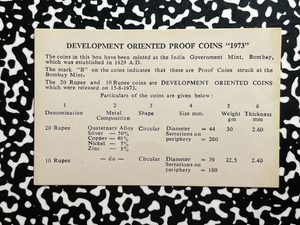 DEVELOPMENT ORIENTED PROOF COINS "1973"
The coins in this box have been minted at the India Government Mint, Bombay,
which was established in 1829 A.D.
The mark "B" on the coins indicates that these are Proof Coins struck at the
Bombay Mint.
The 20 Rupee and 10 Rupee coins are DEVELOPMENT ORIENTED COINS
which were released on 15-8-1973.
Particulars of the coins are given below :
1 2 3 4 5 6
Denomination Metal Shape Size mm. Weight Thickness
Composition gm mm
20 Rupee Quaternary Alloy Circular Diameter = 44 30 2.60
Silver - 50% Serrations on
Copper - 40% periphery = 200
Nickel - 5%
Zinc - 5%
10 Rupee — do — Circular Diameter = 39 22.5 2.40
Serrations on
periphery = 180